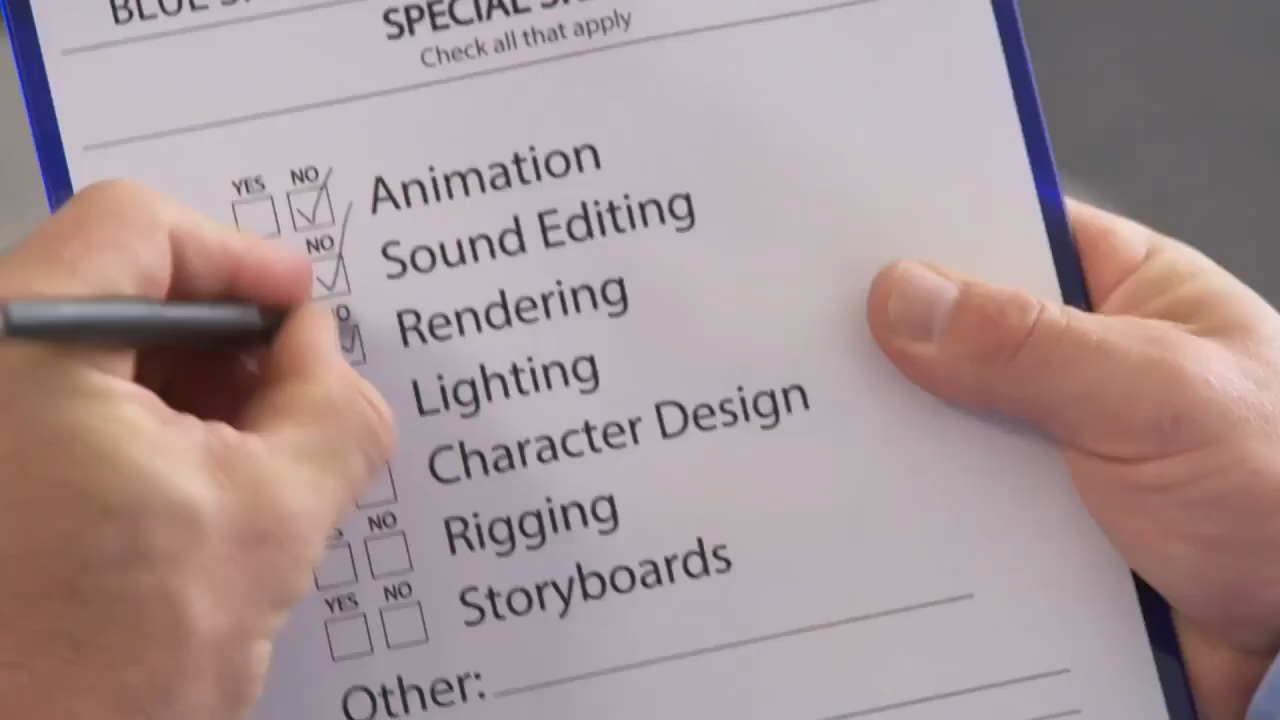 BLUE
SPECIAL
Check all that apply
YES NO Animation
NO Sound Editing
Rendering
Lighting
Character Design
NO Rigging
YES NO Storyboards
Other: